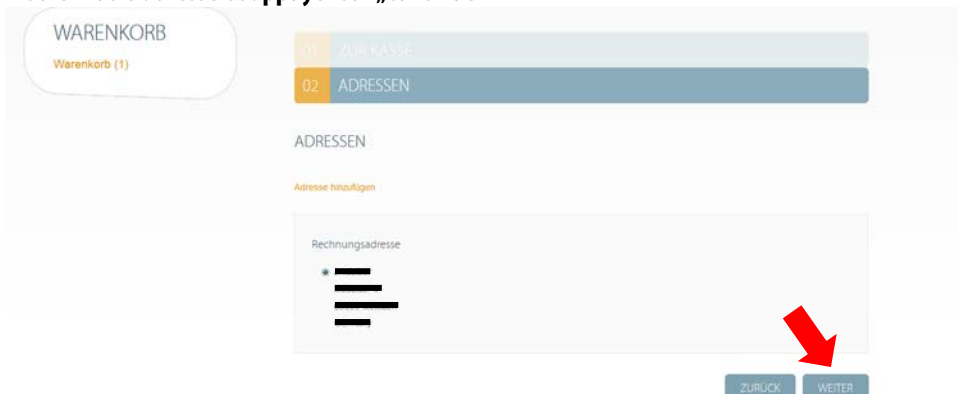 WARENKORB
Warenkorb (1)
01 ZUR KASSE
02 ADRESSEN
ADRESSEN
Adresse hinzufügen
Rechnungsadresse
ZURÜCK WEITER